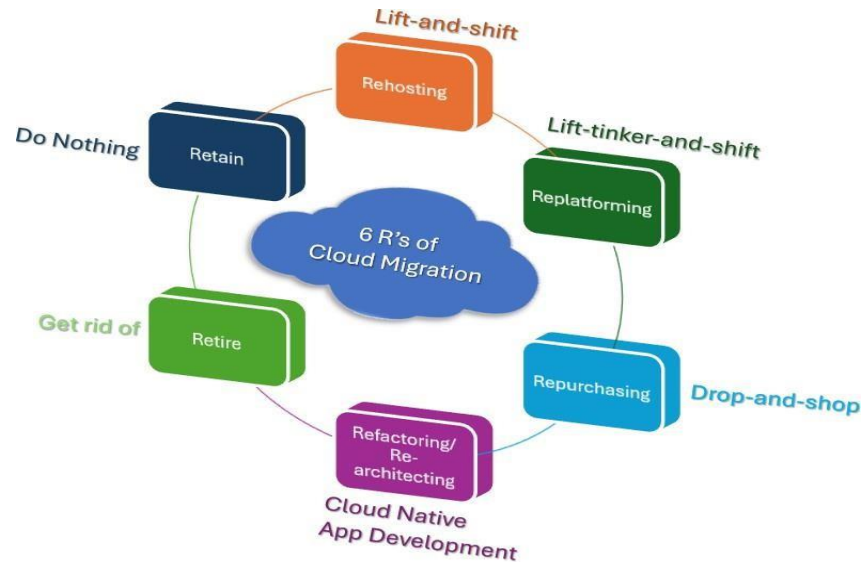 Lift-and-shift
Rehosting
Lift-tinker-and-shift
Replatforming
Do Nothing
Retain
6 R's of
Cloud Migration
Get rid of
Retire
Repurchasing
Drop-and-shop
Refactoring/
Re-
architecting
Cloud Native
App Development